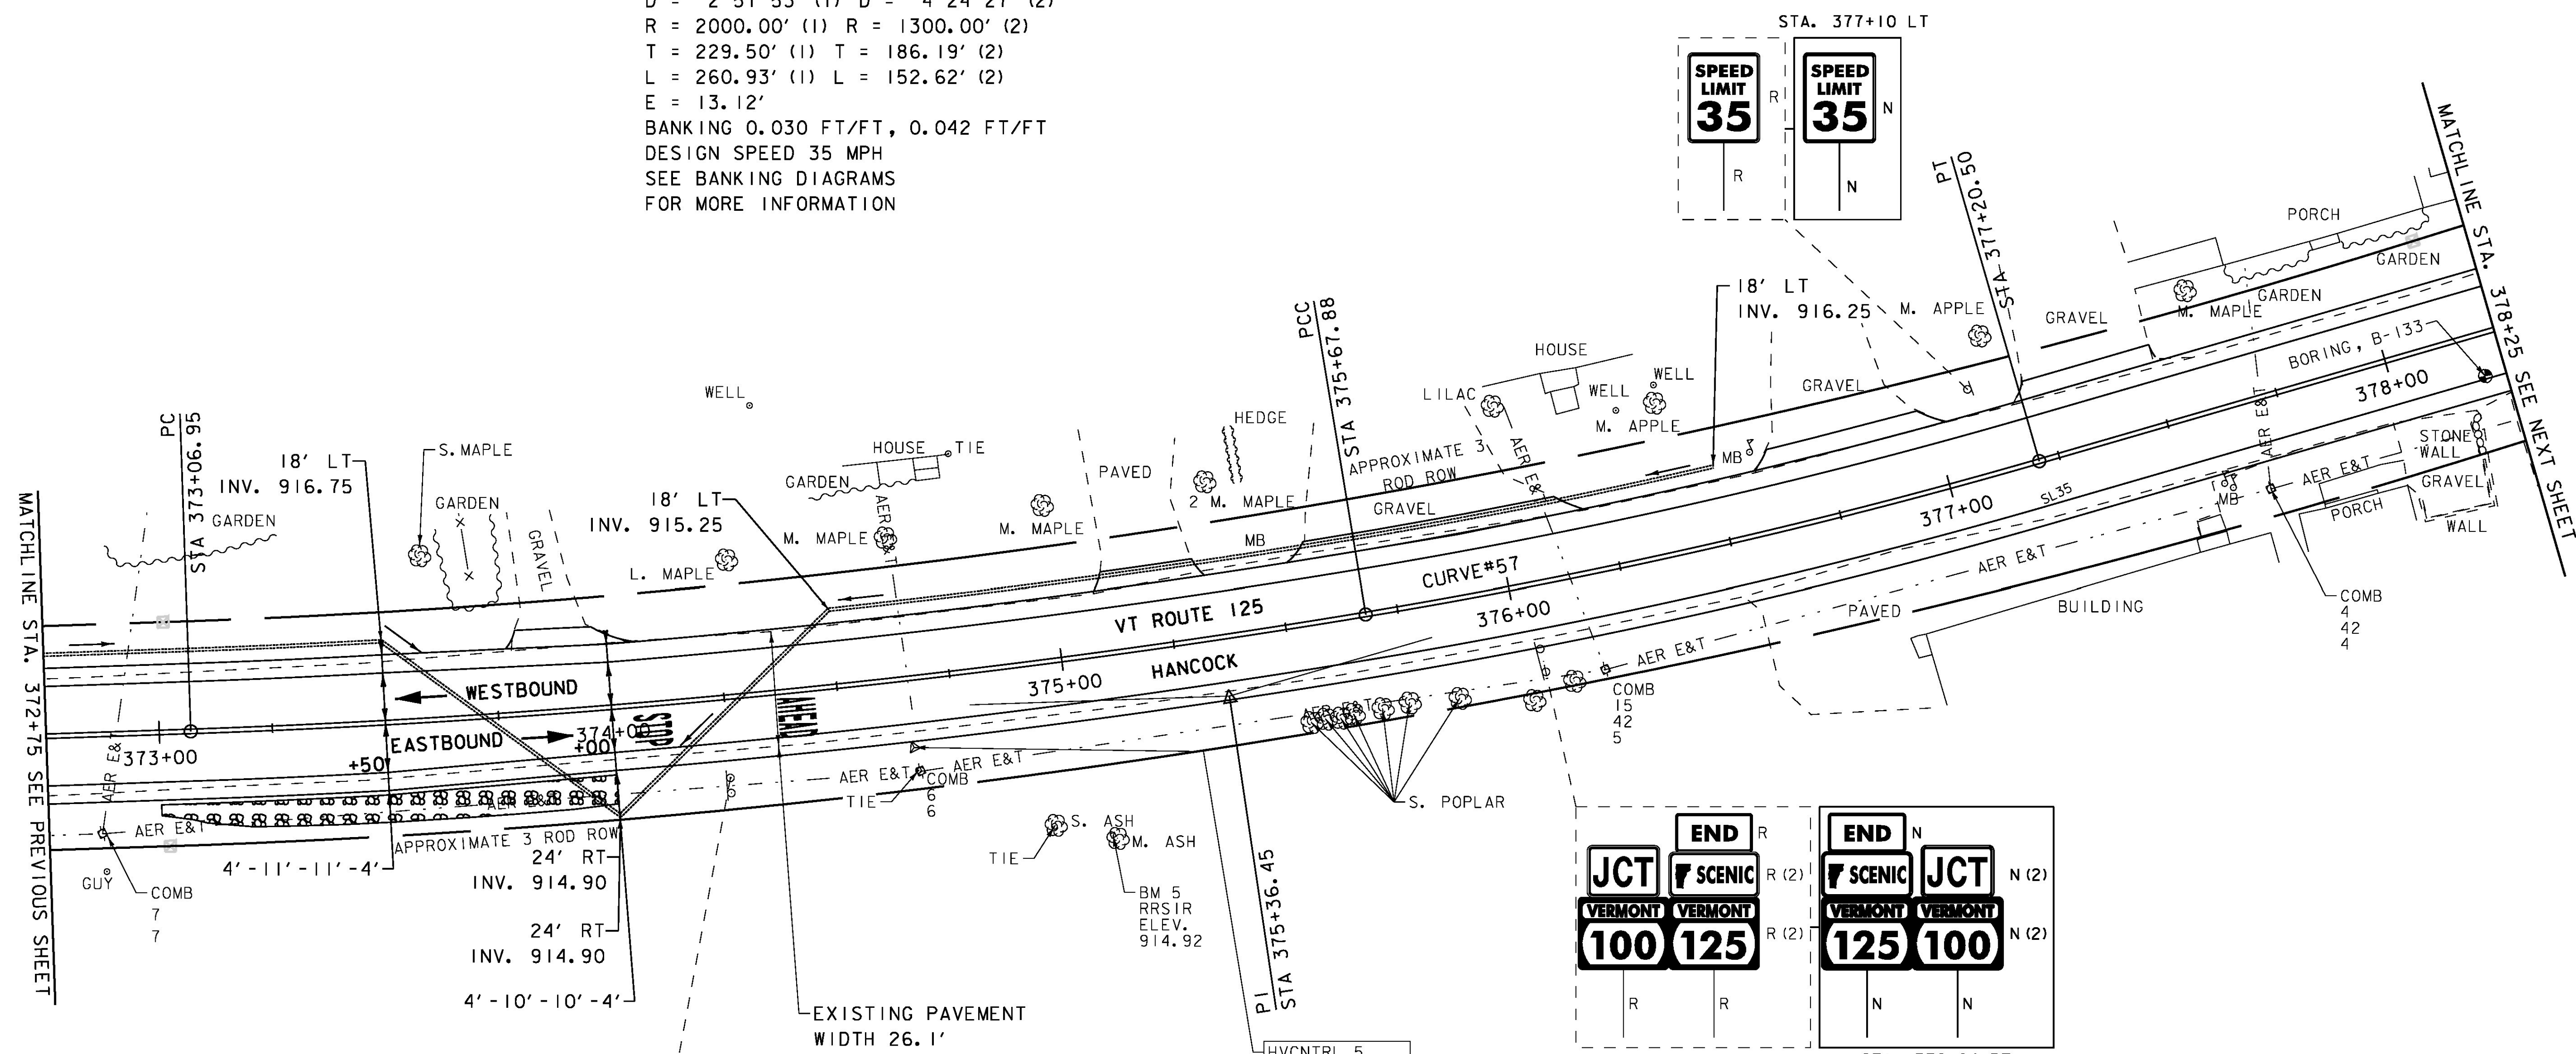 R = 2000.00' (1) R = 1300.00' (2)
T = 229.50' (1) T = 186.19' (2)
L = 260.93' (1) L = 152.62' (2)
E = 13.12'
BANKING 0.030 FT/FT, 0.042 FT/FT
DESIGN SPEED 35 MPH
SEE BANKING DIAGRAMS
FOR MORE INFORMATION
STA. 377+10 LT
SPEED
LIMIT
35
R
R
SPEED
LIMIT
35
N
N
PT
STA 377+20.50
MATCHLINE STA. 378+25 SEE NEXT SHEET
PORCH
GARDEN
GARDEN
M. MAPLE
GRAVEL
M. APPLE
18' LT
INV. 916.25
BORING, B-133
378+00
HOUSE
WELL
WELL
LILAC
M. APPLE
GRAVEL
PCC
STA 375+67.88
HEDGE
WELL
HOUSE
TIE
GARDEN
PAVED
2 M. MAPLE
APPROXIMATE 3
ROD ROW
GRAVEL
AER E&T
MB
MB
PC
STA 373+06.95
18' LT
INV. 916.75
S.MAPLE
GARDEN
GARDEN
GRAVEL
18' LT
INV. 915.25
L. MAPLE
M. MAPLE
AER E&T
M. MAPLE
MATCHLINE STA. 372+75 SEE PREVIOUS SHEET
WESTBOUND
EASTBOUND
373+00
+50
374+00
+00
STOP
AHEAD
375+00
VT ROUTE 125
HANCOCK
CURVE#57
376+00
377+00
SL35
AER E&T
STONE
WALL
GRAVEL
WALL
PORCH
MB
AER E&T
AER E&T
COMB
4
42
4
BUILDING
PAVED
AER E&T
COMB
15
42
5
AER E&T
S. POPLAR
AER E&T
AER E&T
COMB
6
6
TIE
AER E&T
AER E&T
AER E&T
APPROXIMATE 3 ROD ROW
GUY
COMB
7
7
4'-11'-11'-4'
24' RT
INV. 914.90
24' RT
INV. 914.90
4'-10'-10'-4'
EXISTING PAVEMENT
WIDTH 26.1'
S. ASH
TIE
M. ASH
BM 5
RRSIR
ELEV.
914.92
PI
STA 375+36.45
HVCNTRL 5
END
R
JCT
SCENIC
R (2)
VERMONT
100
VERMONT
125
R (2)
R
R
END
N
SCENIC
JCT
N (2)
VERMONT
125
VERMONT
100
N (2)
N
N